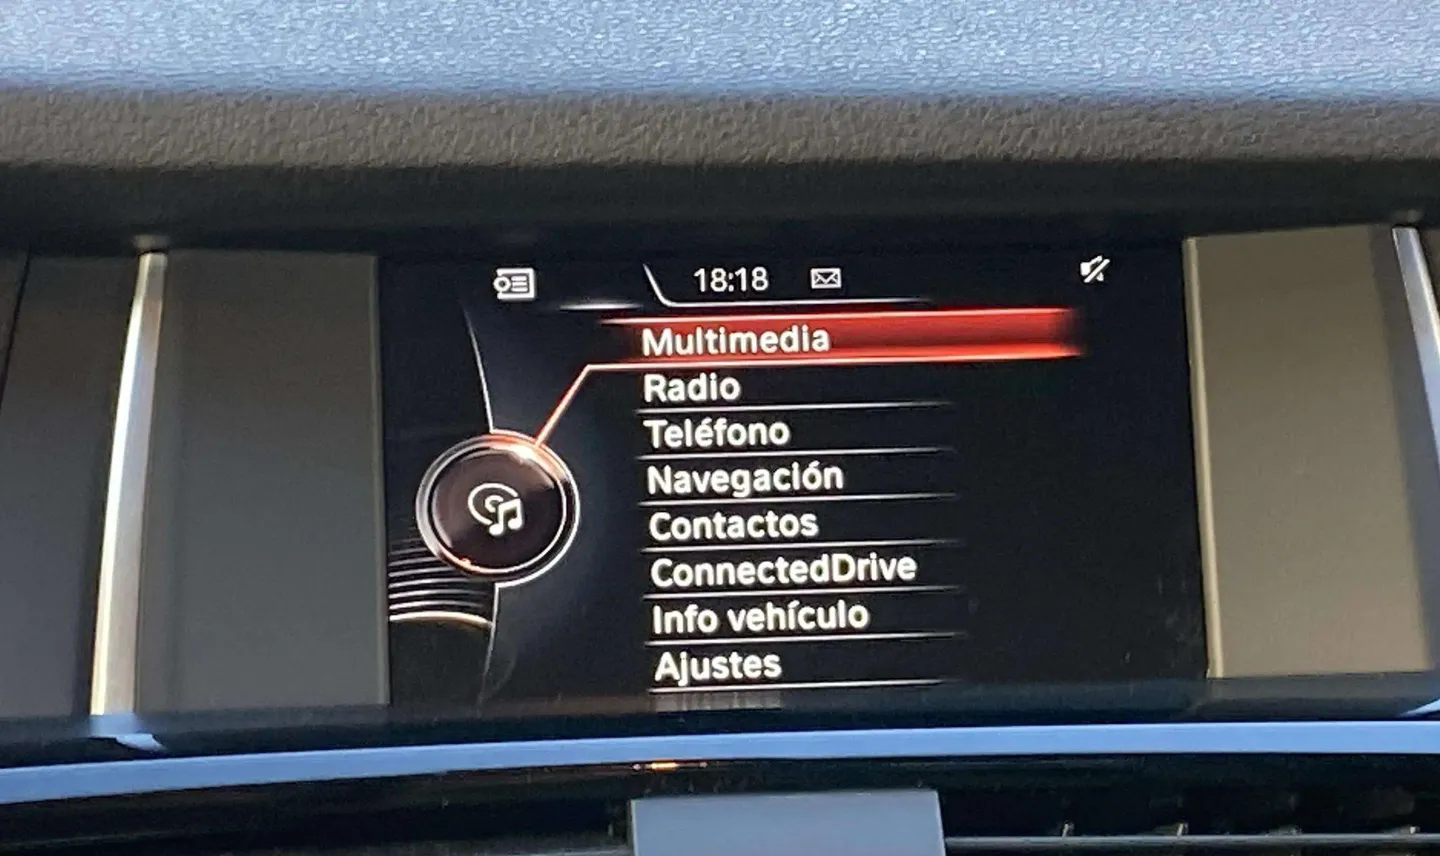 18:18
Multimedia
Radio
Teléfono
Navegación
Contactos
ConnectedDrive
Info vehículo
Ajustes